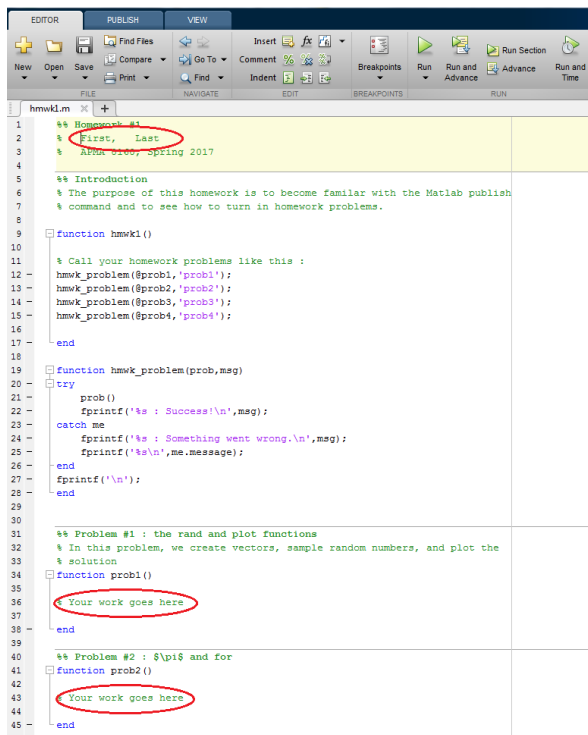 EDITOR PUBLISH VIEW
New Open Save Find Files Compare Print
Go To Find
Insert fx Comment Indent
Breakpoints
Run Run and Advance Run Section Advance Run and Time
FILE NAVIGATE EDIT BREAKPOINTS RUN
hmwk1.m × +
1 %% Homework #1
2 % First, Last
3 % APMA 8160, Spring 2017
4
5 %% Introduction
6 % The purpose of this homework is to become familar with the Matlab publish
7 % command and to see how to turn in homework problems.
8
9 function hmwk1()
10
11 % Call your homework problems like this :
12 – hmwk_problem(@prob1,'prob1');
13 – hmwk_problem(@prob2,'prob2');
14 – hmwk_problem(@prob3,'prob3');
15 – hmwk_problem(@prob4,'prob4');
16
17 – end
18
19 function hmwk_problem(prob,msg)
20 – try
21 – prob()
22 – fprintf('%s : Success!\n',msg);
23 – catch me
24 – fprintf('%s : Something went wrong.\n',msg);
25 – fprintf('%s\n',me.message);
26 – end
27 – fprintf('\n');
28 – end
29
30
31 %% Problem #1 : the rand and plot functions
32 % In this problem, we create vectors, sample random numbers, and plot the
33 % solution
34 function prob1()
35
36 % Your work goes here
37
38 – end
39
40 %% Problem #2 : $\pi$ and for
41 function prob2()
42
43 % Your work goes here
44
45 – end